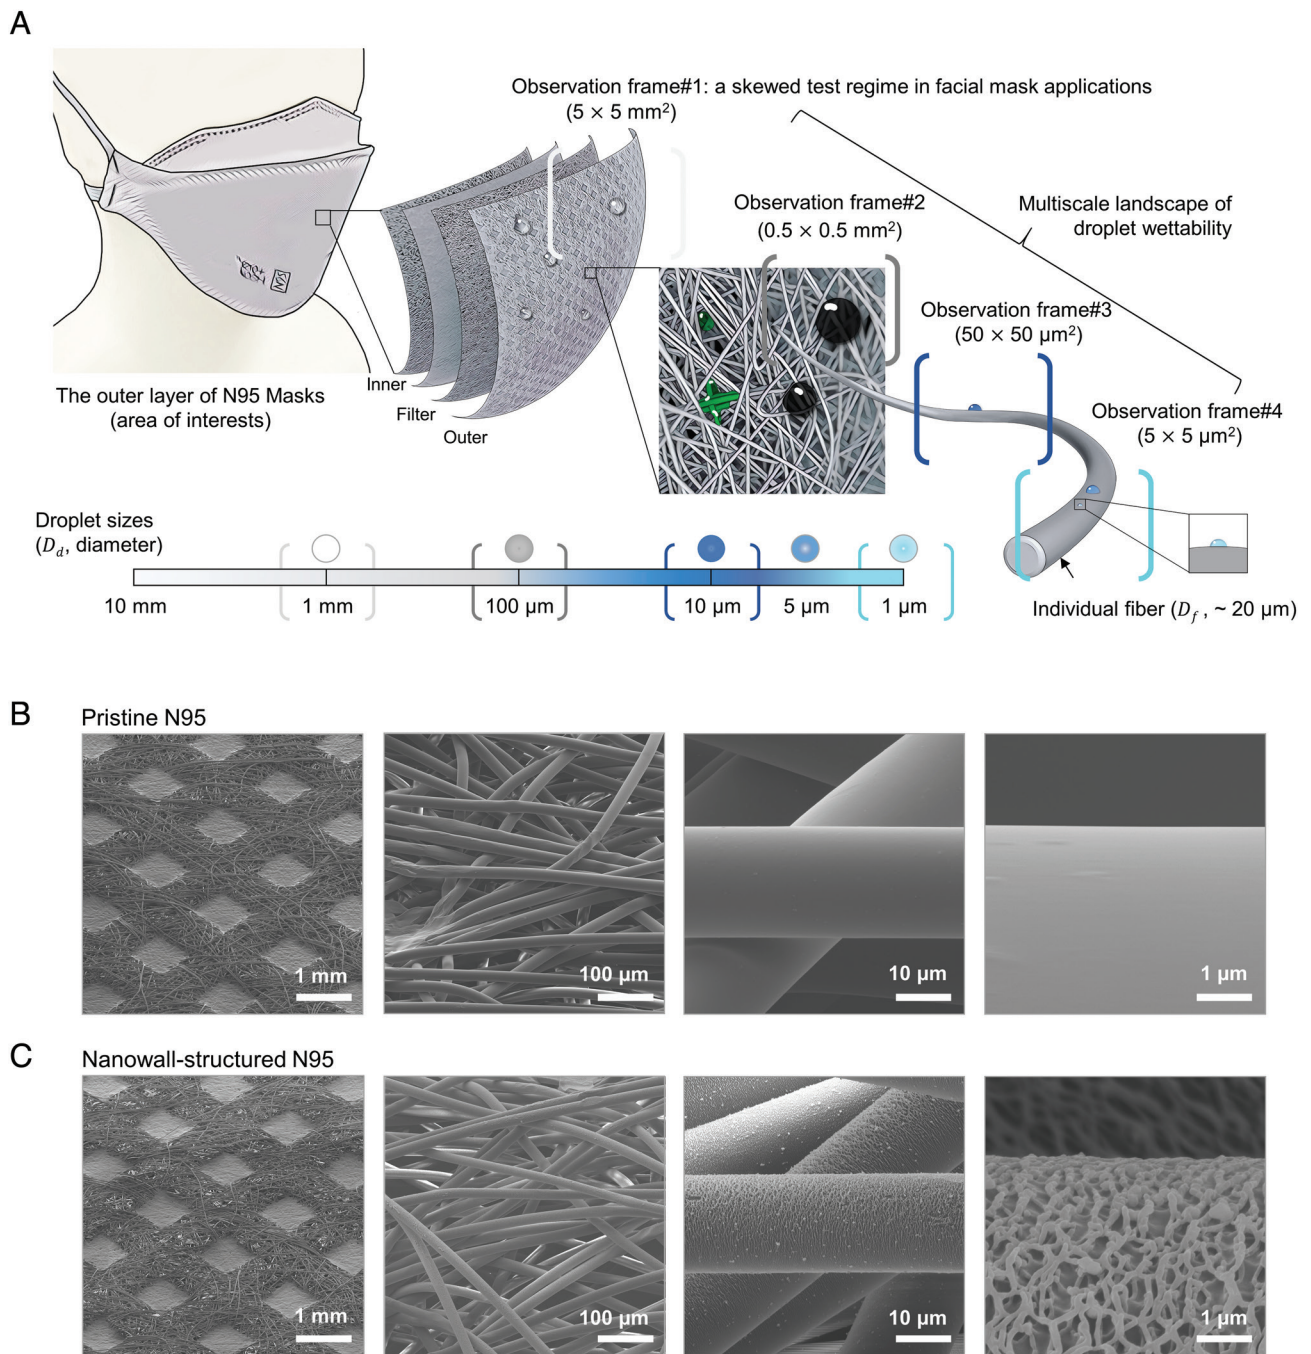 A
Observation frame#1: a skewed test regime in facial mask applications
(5 × 5 mm²)
Observation frame#2
(0.5 × 0.5 mm²)
Multiscale landscape of
droplet wettability
Observation frame#3
(50 × 50 µm²)
Observation frame#4
(5 × 5 µm²)
Inner
Filter
Outer
The outer layer of N95 Masks
(area of interests)
Droplet sizes
(D_d, diameter)
10 mm
1 mm
100 µm
10 µm
5 µm
1 µm
Individual fiber (D_f , ~ 20 µm)
B
Pristine N95
1 mm
100 µm
10 µm
1 µm
C
Nanowall-structured N95
1 mm
100 µm
10 µm
1 µm